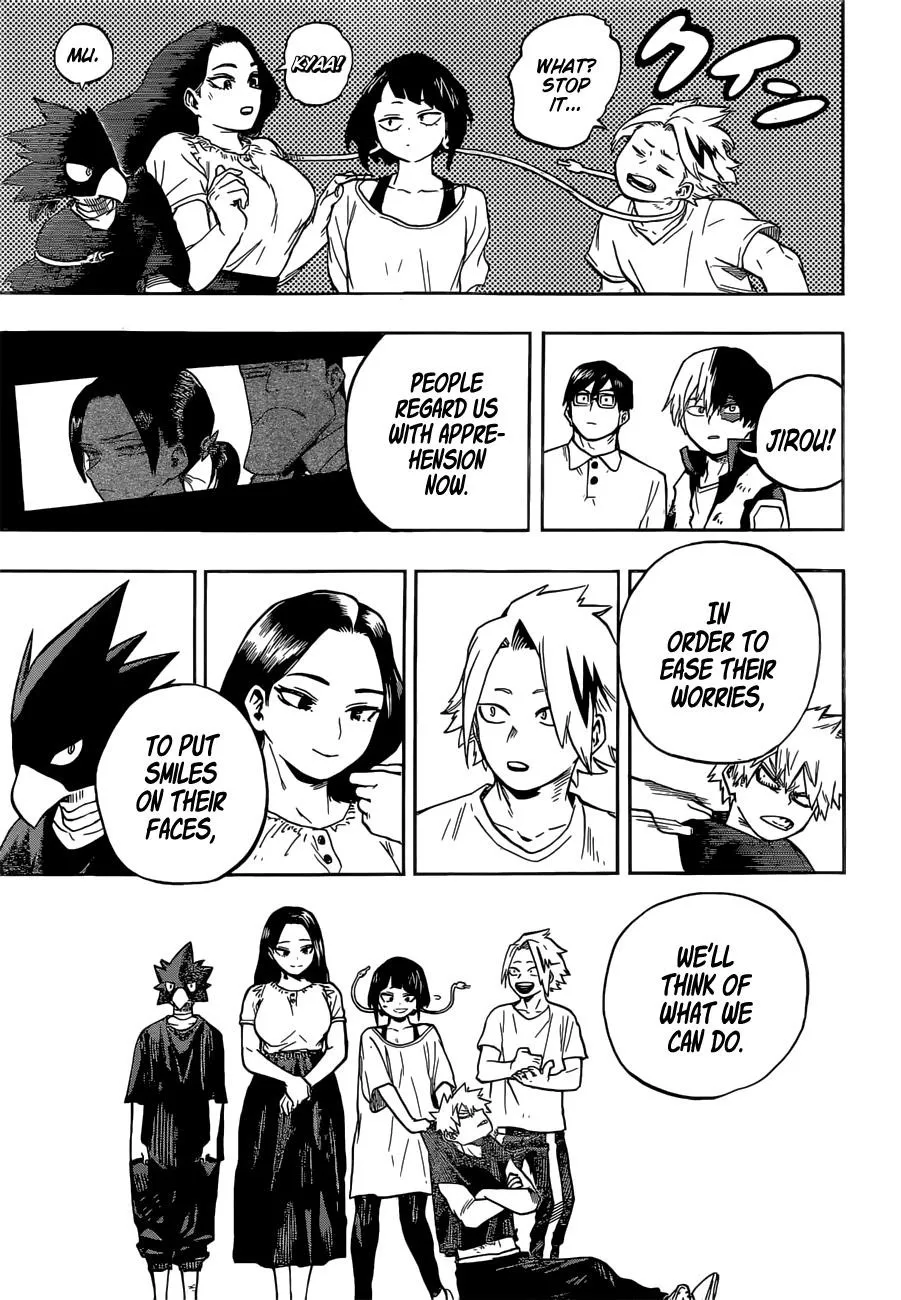 クイッ
WHAT?
STOP
IT...
KYAA!
MU.
JIROU!
PEOPLE
REGARD US
WITH APPRE-
HENSION
NOW.
IN
ORDER TO
EASE THEIR
WORRIES,
TO PUT
SMILES
ON THEIR
FACES,
WE'LL
THINK OF
WHAT WE
CAN DO.